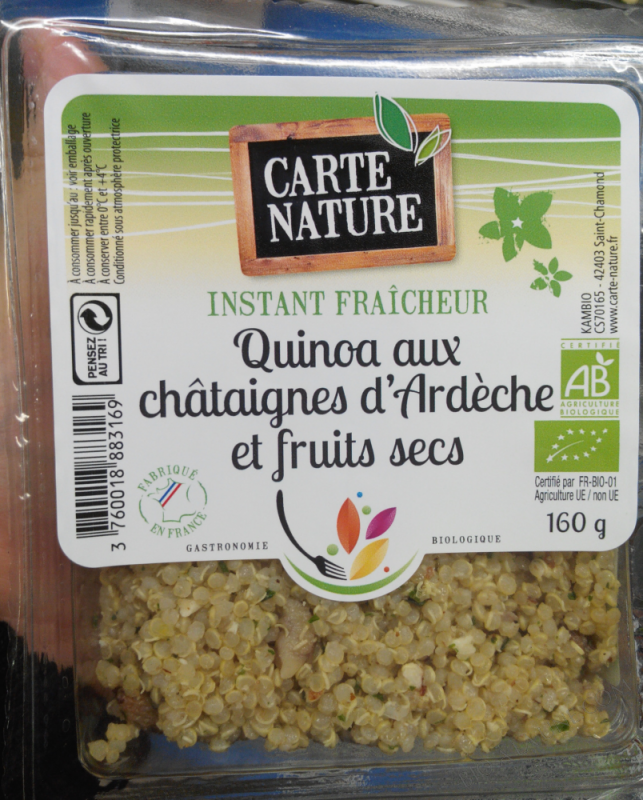 À consommer jusqu'au : voir emballage
À consommer rapidement après ouverture
À conserver entre 0°C et +4°C
Conditionné sous atmosphère protectrice
CARTE
NATURE
KAMBIO
CS70165 - 42403 Saint-Chamond
www.carte-nature.fr
INSTANT FRAÎCHEUR
Quinoa aux
châtaignes d'Ardèche
et fruits secs
PENSEZ
AU TRI !
CERTIFIÉ
AB
AGRICULTURE
BIOLOGIQUE
Certifié par FR-BIO-01
Agriculture UE / non UE
160 g
3 760018 883169
FABRIQUÉ
EN FRANCE
GASTRONOMIE
BIOLOGIQUE